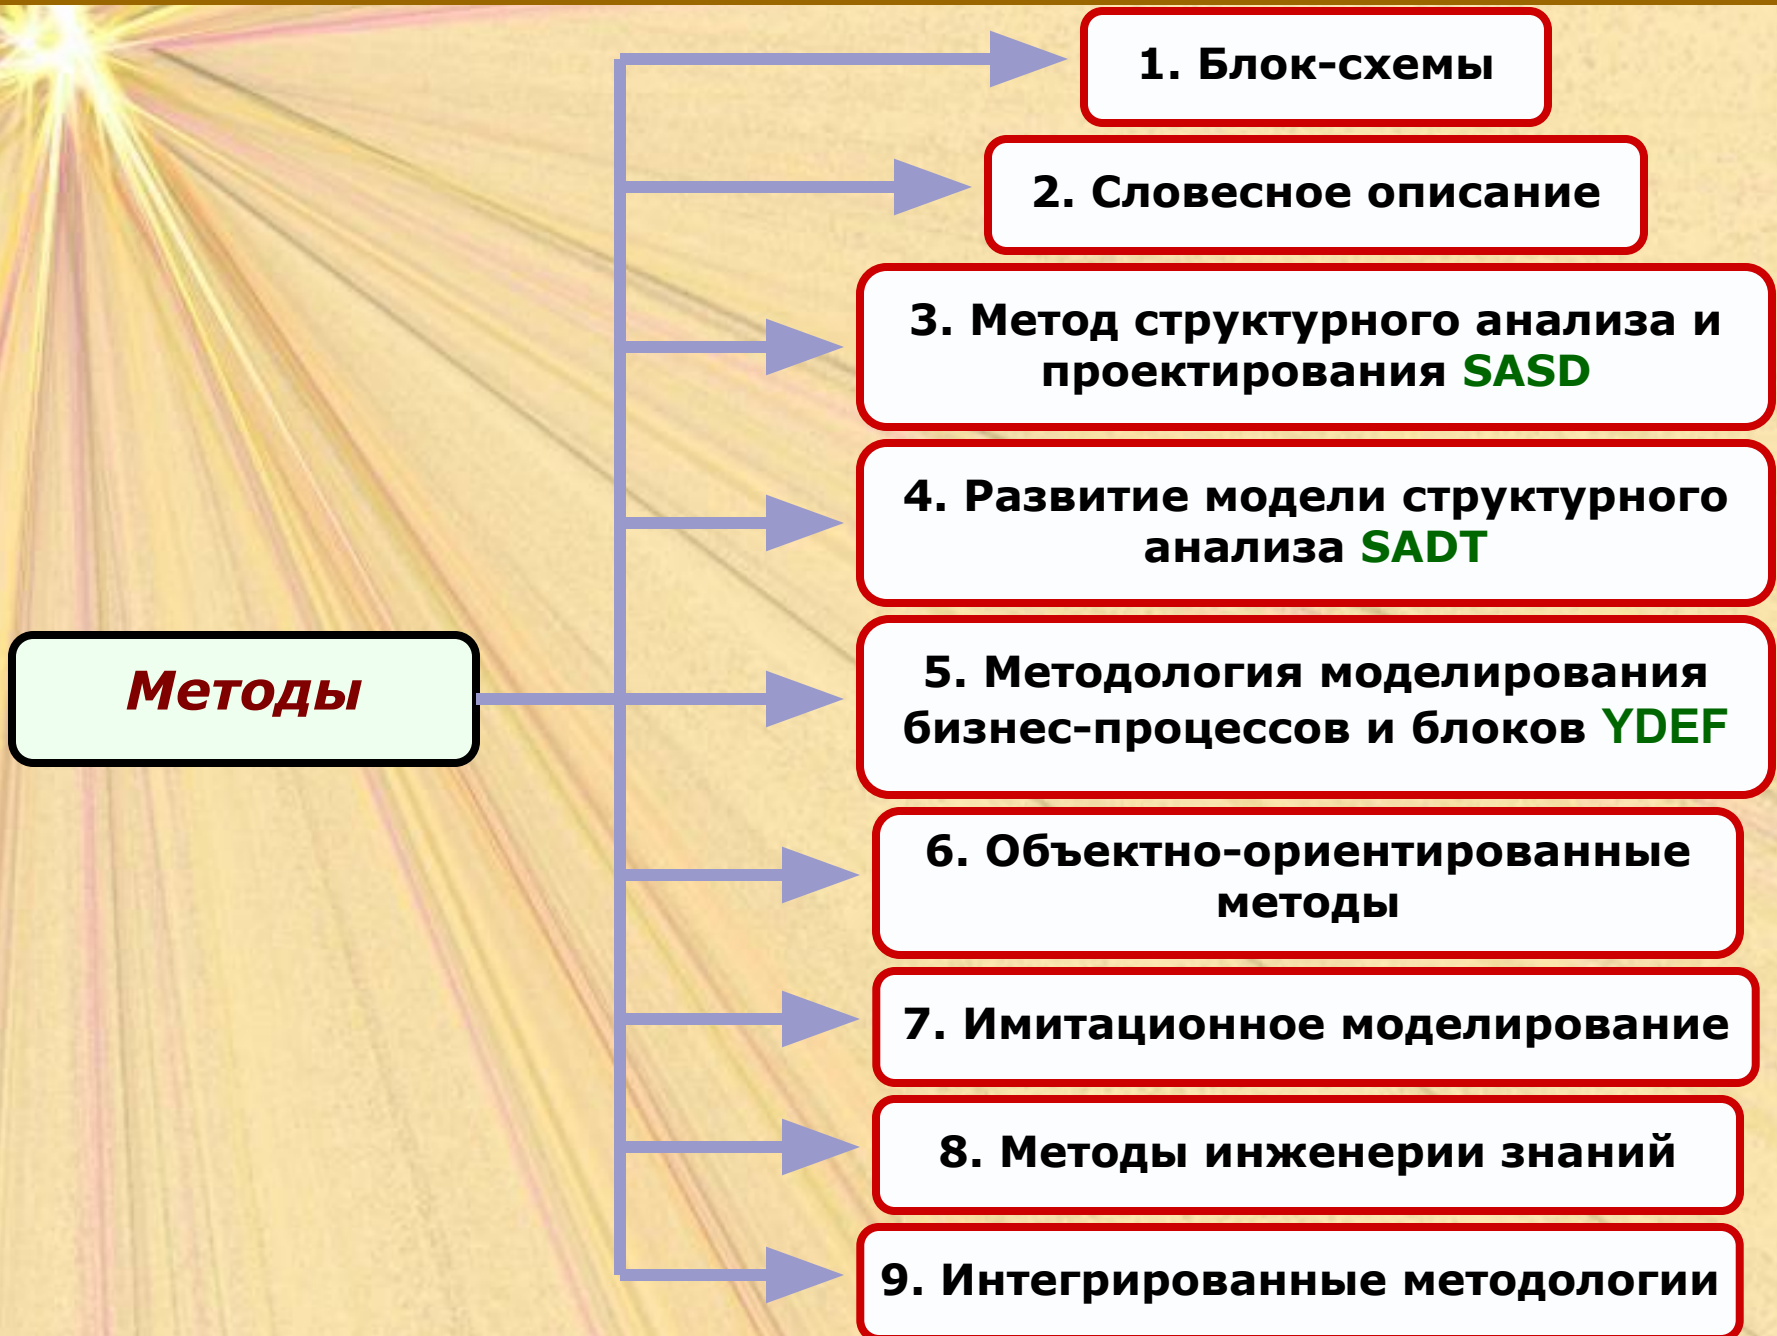 1. Блок-схемы
2. Словесное описание
3. Метод структурного анализа и
проектирования SASD
4. Развитие модели структурного
анализа SADT
Методы
5. Методология моделирования
бизнес-процессов и блоков YDEF
6. Объектно-ориентированные
методы
7. Имитационное моделирование
8. Методы инженерии знаний
9. Интегрированные методологии